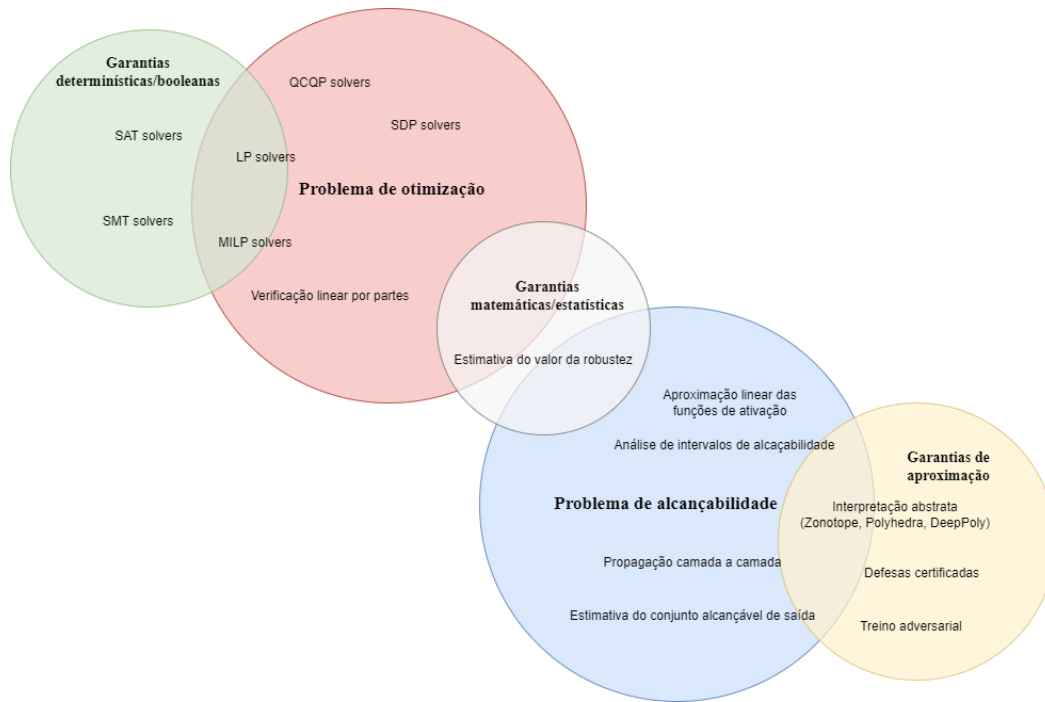 Garantias
determinísticas/booleanas
SAT solvers
SMT solvers
LP solvers
MILP solvers
QCQP solvers
SDP solvers
Problema de otimização
Verificação linear por partes
Garantias
matemáticas/estatísticas
Estimativa do valor da robustez
Aproximação linear das
funções de ativação
Análise de intervalos de alcaçabilidade
Problema de alcançabilidade
Propagação camada a camada
Estimativa do conjunto alcançável de saída
Garantias de
aproximação
Interpretação abstrata
(Zonotope, Polyhedra, DeepPoly)
Defesas certificadas
Treino adversarial